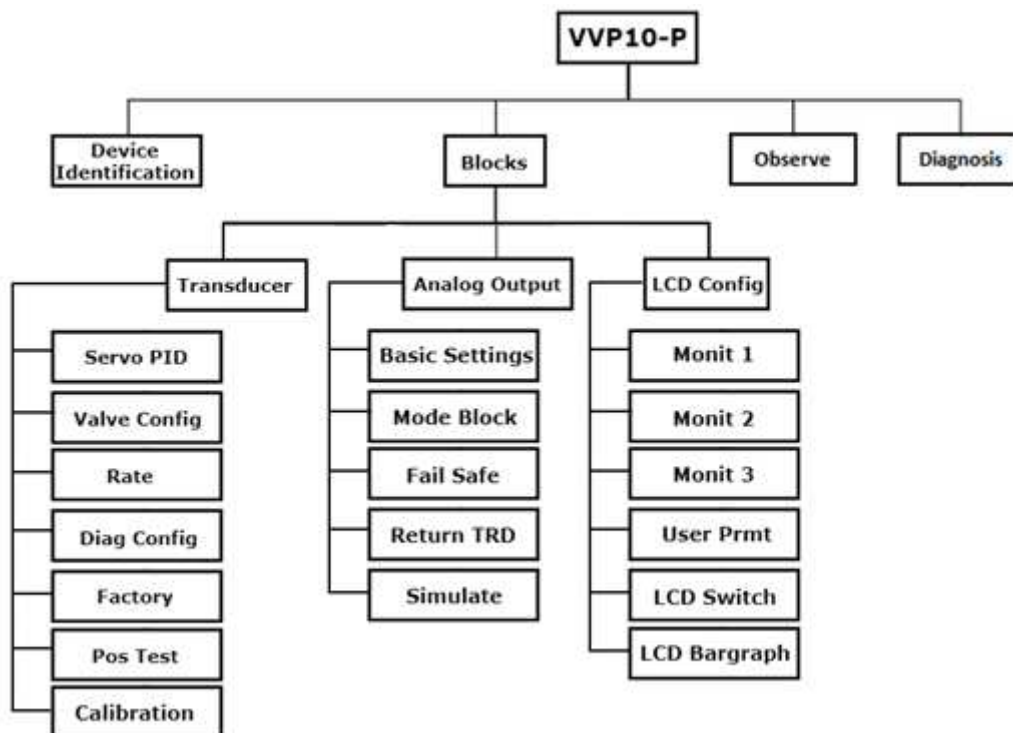 VVP10-P
Device
Identification
Blocks
Observe
Diagnosis
Transducer
Analog Output
LCD Config
Servo PID
Valve Config
Rate
Diag Config
Factory
Pos Test
Calibration
Basic Settings
Mode Block
Fail Safe
Return TRD
Simulate
Monit 1
Monit 2
Monit 3
User Prmt
LCD Switch
LCD Bargraph